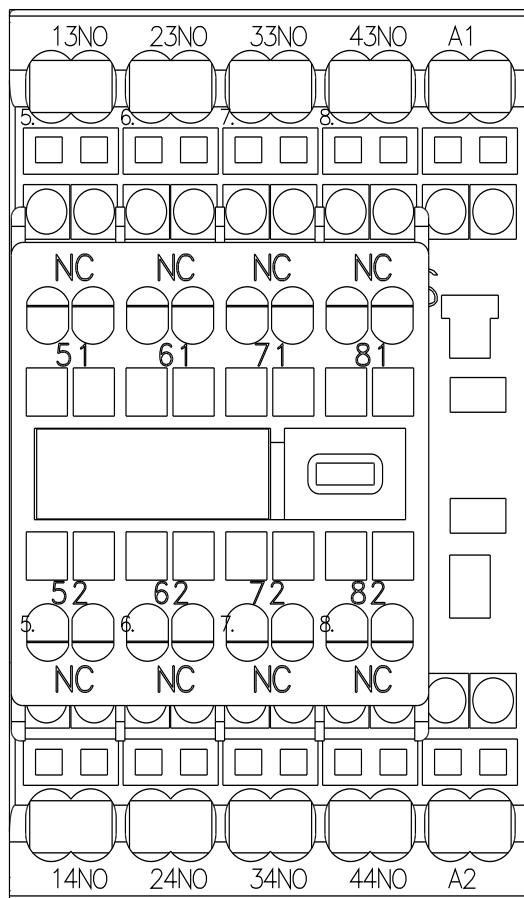 13NO 23NO 33NO 43NO A1
5. 6. 7. 8.
NC NC NC NC
51 61 71 81
52 62 72 82
5. 6. 7. 8.
NC NC NC NC
14NO 24NO 34NO 44NO A2